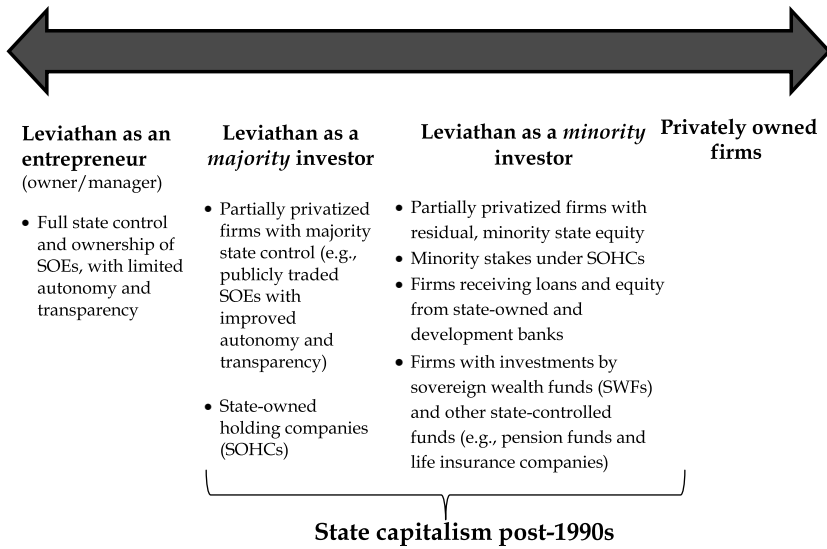 Leviathan as an
entrepreneur
(owner/manager)
• Full state control
and ownership of
SOEs, with limited
autonomy and
transparency
Leviathan as a
majority investor
• Partially privatized
firms with majority
state control (e.g.,
publicly traded
SOEs with
improved
autonomy and
transparency)
• State-owned
holding companies
(SOHCs)
Leviathan as a minority
investor
• Partially privatized firms with
residual, minority state equity
• Minority stakes under SOHCs
• Firms receiving loans and equity
from state-owned and
development banks
• Firms with investments by
sovereign wealth funds (SWFs)
and other state-controlled
funds (e.g., pension funds and
life insurance companies)
Privately owned
firms
State capitalism post-1990s